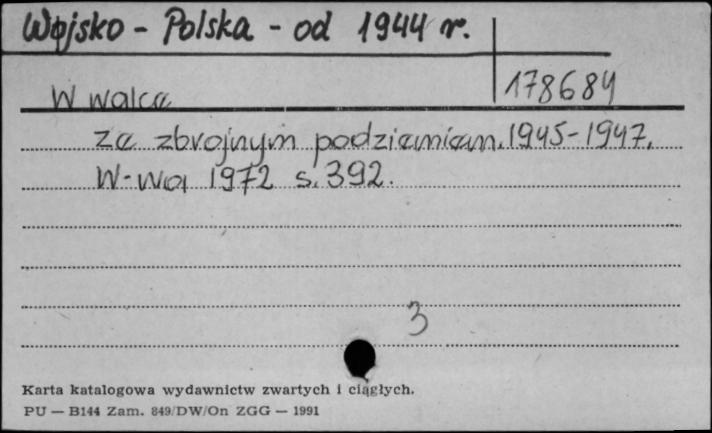 Wojsko - Polska - od 1944 r.
178684
W walce
ze zbrojnym podziemiem. 1945-1947.
W-wa 1972 s. 392.
3
Karta katalogowa wydawnictw zwartych i ciągłych.
PU — B144 Zam. 849/DW/On ZGG — 1991